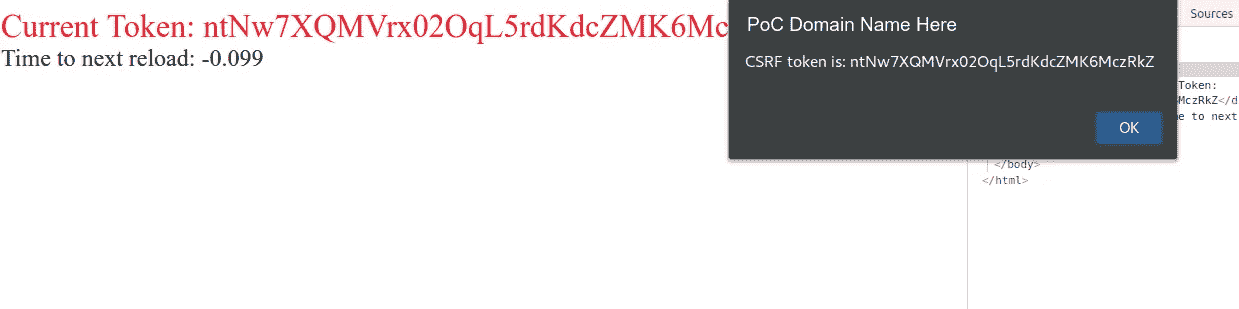 Current Token: ntNw7XQMVrx02OqL5rdKdcZMK6Mc
Time to next reload: -0.099
PoC Domain Name Here
CSRF token is: ntNw7XQMVrx02OqL5rdKdcZMK6MczRkZ
OK
Sources
Token:
MczRkZ</d
e to next
</body>
</html>